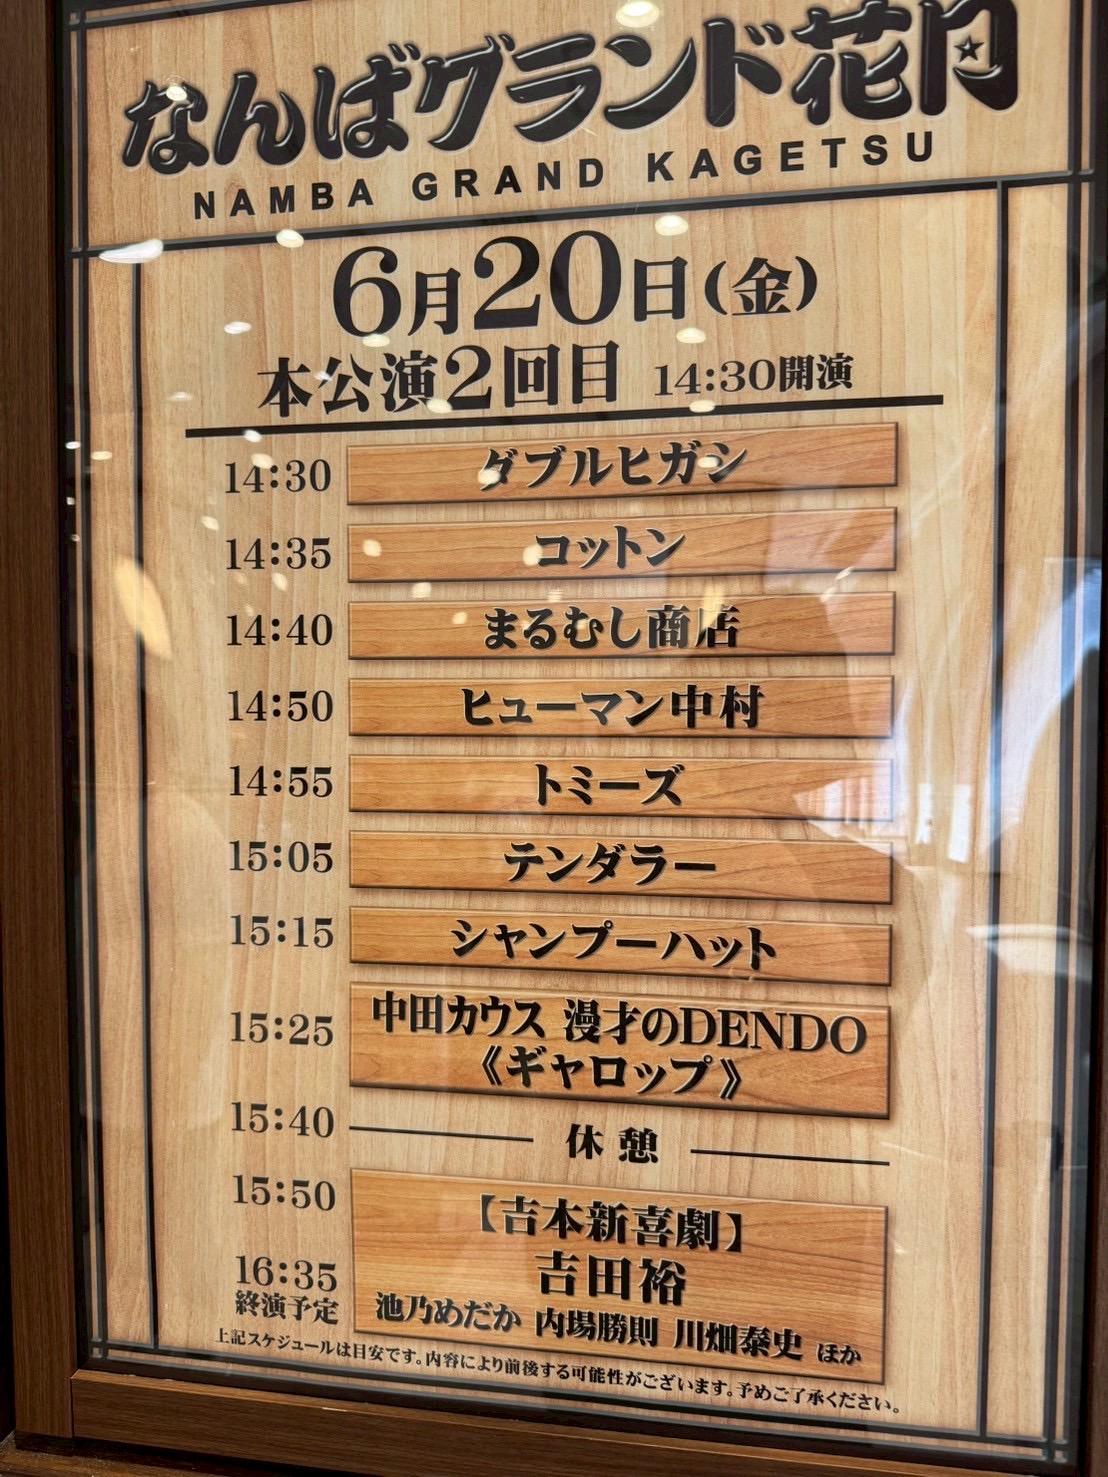 なんばグランド花月
NAMBA GRAND KAGETSU
6月20日(金)
本公演2回目 14:30開演
14:30 ダブルヒガシ
14:35 コットン
14:40 まるむし商店
14:50 ヒューマン中村
14:55 トミーズ
15:05 テンダラー
15:15 シャンプーハット
15:25 中田カウス 漫才のDENDO
《ギャロップ》
15:40 休憩
15:50 【吉本新喜劇】
吉田裕
16:35
終演予定 池乃めだか 内場勝則 川畑泰史 ほか
上記スケジュールは目安です。内容により前後する可能性がございます。予めご了承ください。